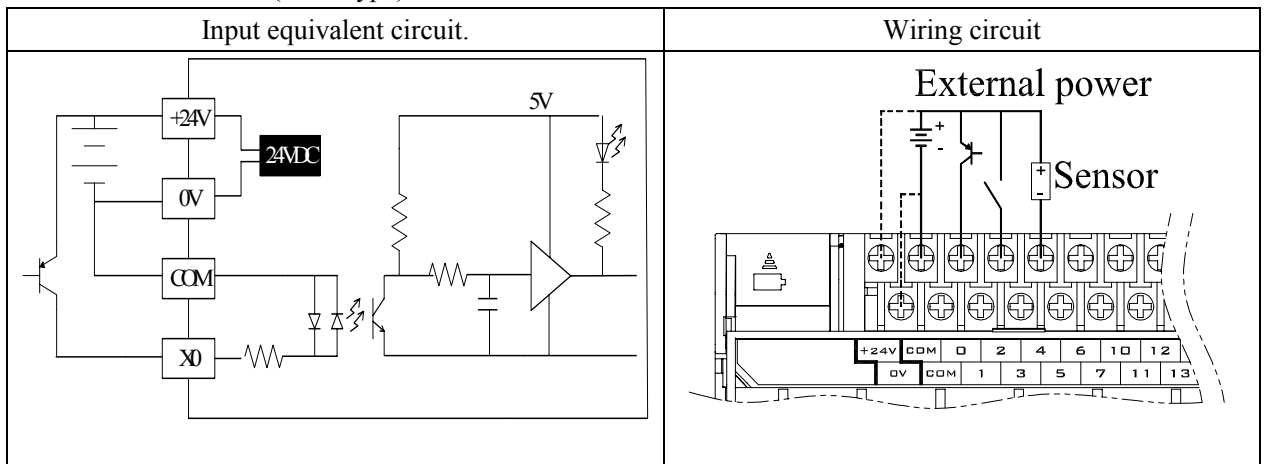 Input equivalent circuit.
Wiring circuit
+24V
0V
COM
X0
24VDC
5V
External power
+
-
+
-
Sensor
+24V COM 0 2 4 6 10 12
0V COM 1 3 5 7 11 13